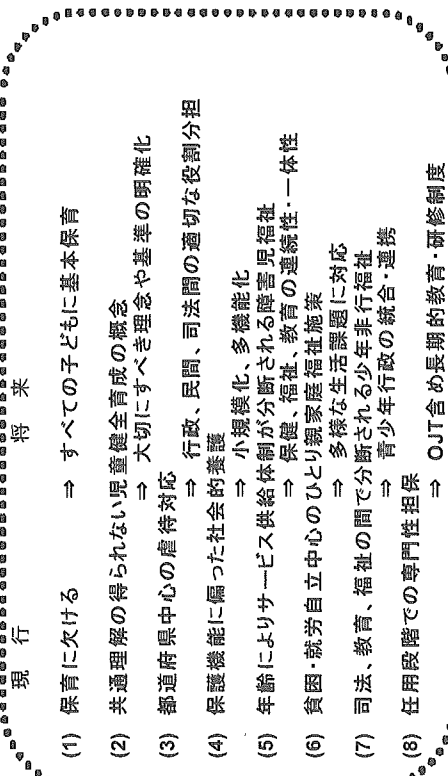 現　行　　　　　　　　将　来
(1) 保育に欠ける ⇒ すべての子どもに基本保育
(2) 共通理解の得られない児童健全育成の概念
⇒ 大切にすべき理念や基準の明確化
(3) 都道府県中心の虐待対応
⇒ 行政、民間、司法間の適切な役割分担
(4) 保護機能に偏った社会的養護
⇒ 小規模化、多機能化
(5) 年齢によりサービス供給体制が分断される障害児福祉
⇒ 保健、福祉、教育の連続性・一体性
(6) 貧困・就労自立中心のひとり親家庭福祉施策
⇒ 多様な生活課題に対応
(7) 司法、教育、福祉の間で分断される少年非行福祉
⇒ 青少年行政の統合・連携
(8) 任用段階での専門性担保
⇒ OJT含め長期的教育・研修制度